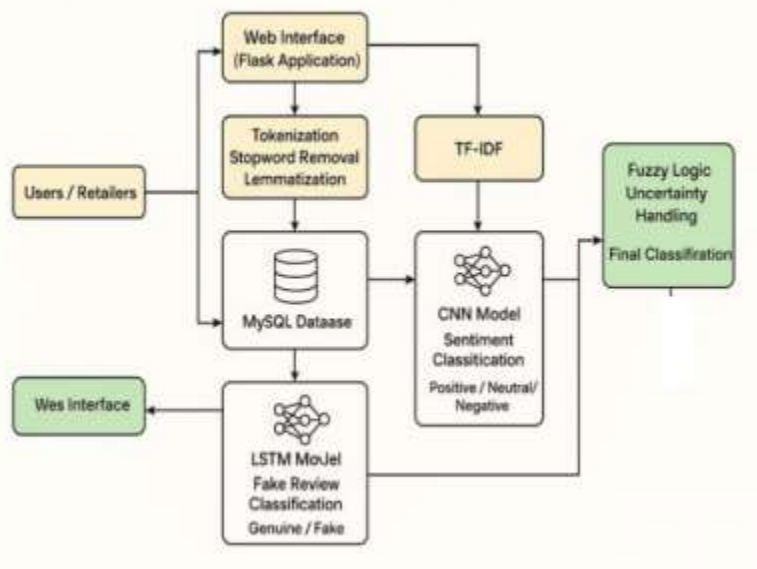 Web Interface
(Flask Application)
Tokenization
Stopword Removal
Lemmatization
TF-IDF
Users / Retailers
Fuzzy Logic
Uncertainty
Handling
Final Classifiration
MySQL Dataase
CNN Model
Sentiment
Classitication
Positive / Neutral/
Negative
Wes Interface
LSTM MoJel
Fake Review
Classification
Genuine / Fake